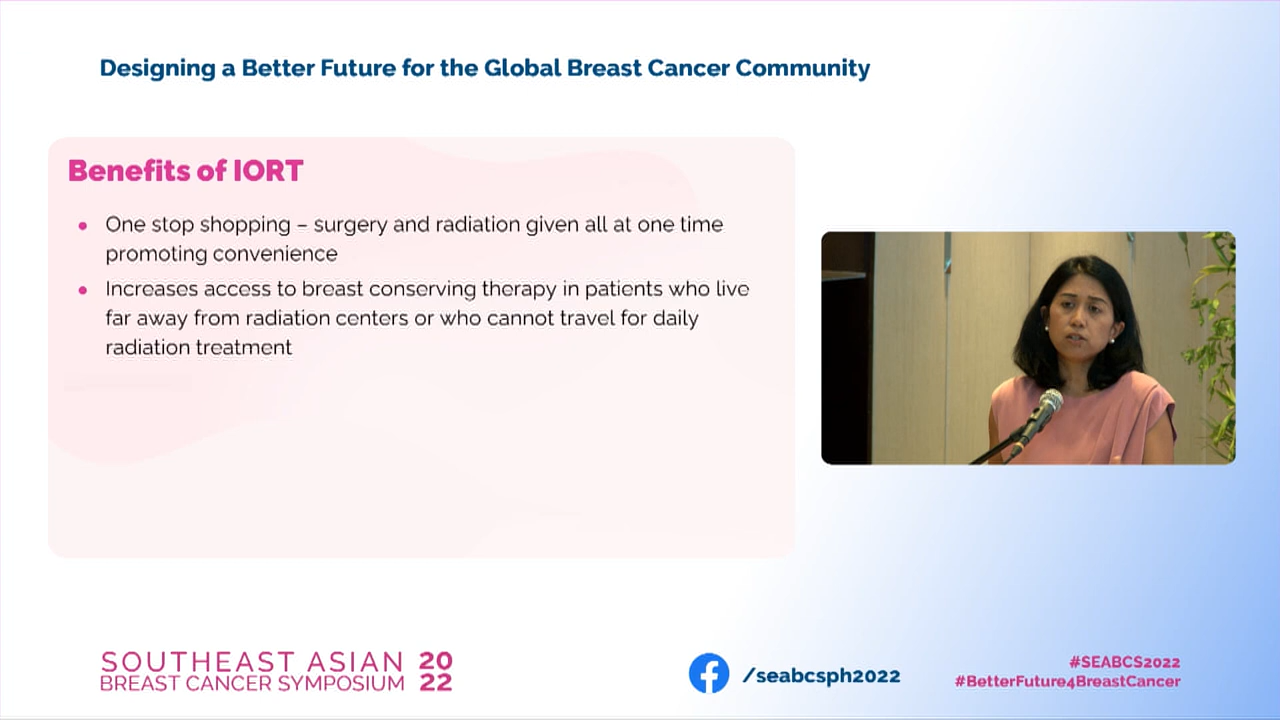 Designing a Better Future for the Global Breast Cancer Community
Benefits of IORT
• One stop shopping – surgery and radiation given all at one time
promoting convenience
• Increases access to breast conserving therapy in patients who live
far away from radiation centers or who cannot travel for daily
radiation treatment
SOUTHEAST ASIAN 20
BREAST CANCER SYMPOSIUM 22
/seabcsph2022
#SEABCS2022
#BetterFuture4BreastCancer